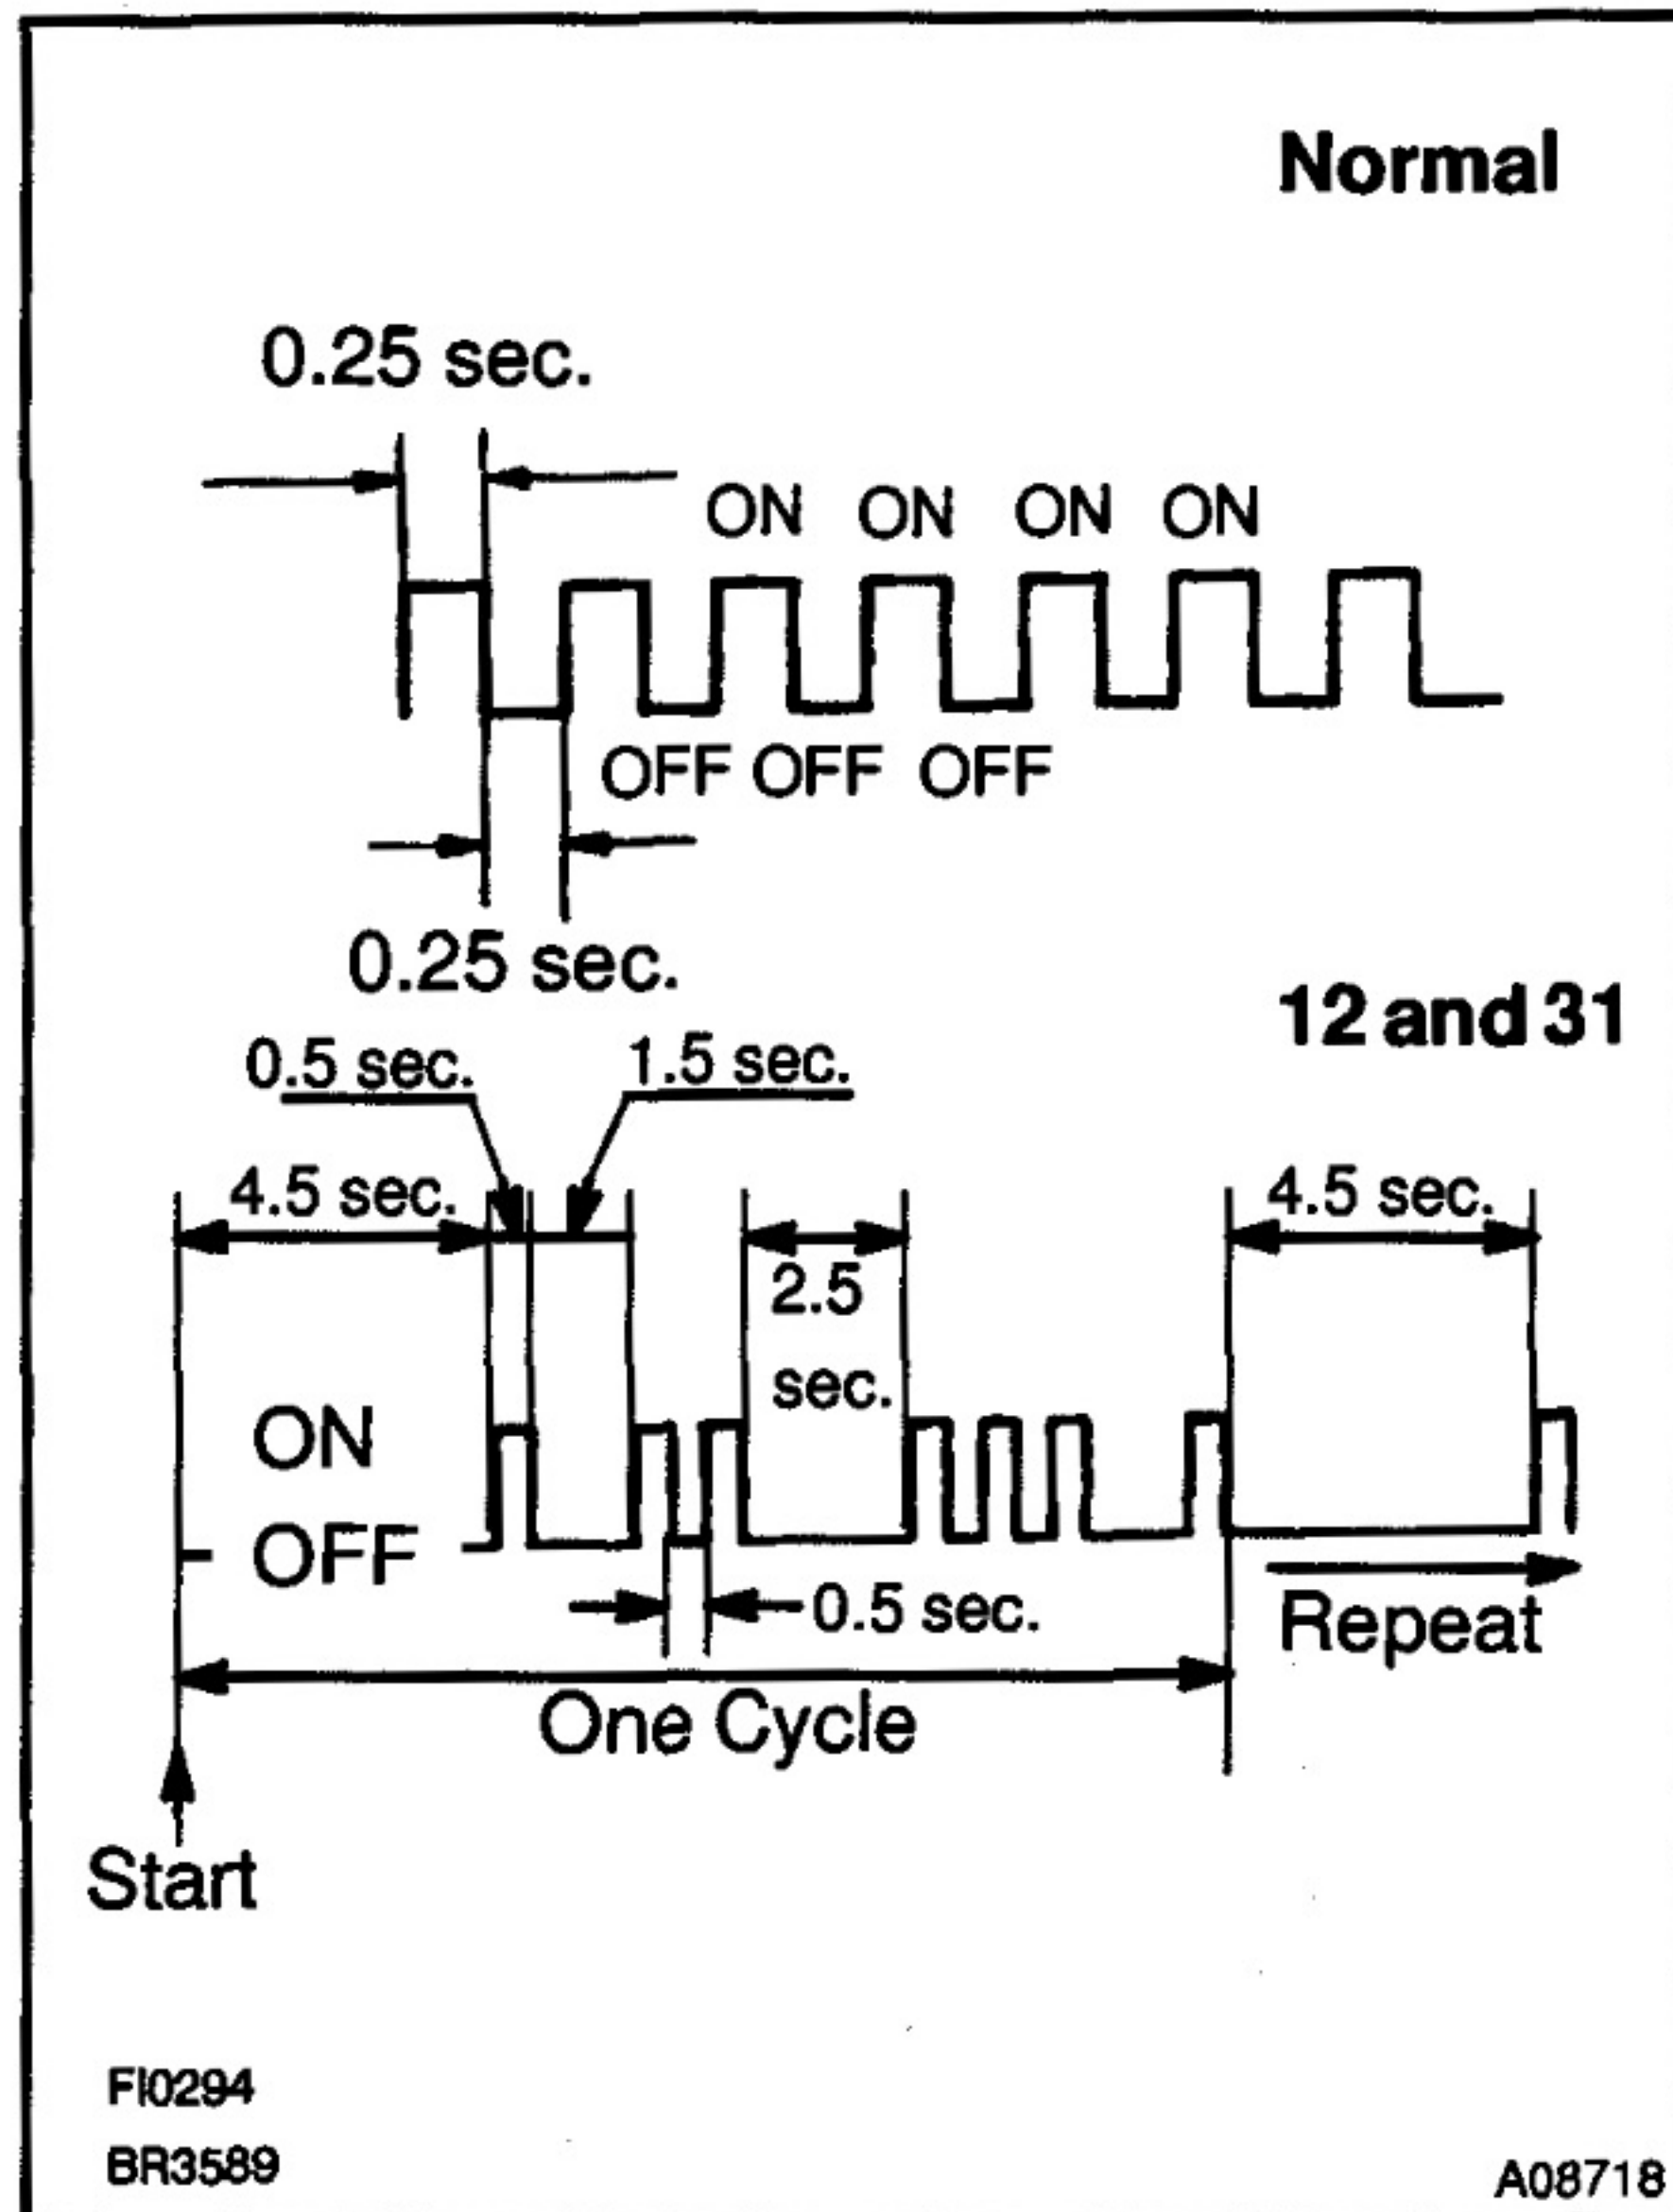 Normal
0.25 sec.
ON ON ON ON
OFF OFF OFF
0.25 sec.
12 and 31
0.5 sec. 1.5 sec.
4.5 sec. 4.5 sec.
2.5
sec.
ON
OFF
0.5 sec.
Repeat
One Cycle
Start
FI0294
BR3589
A08718